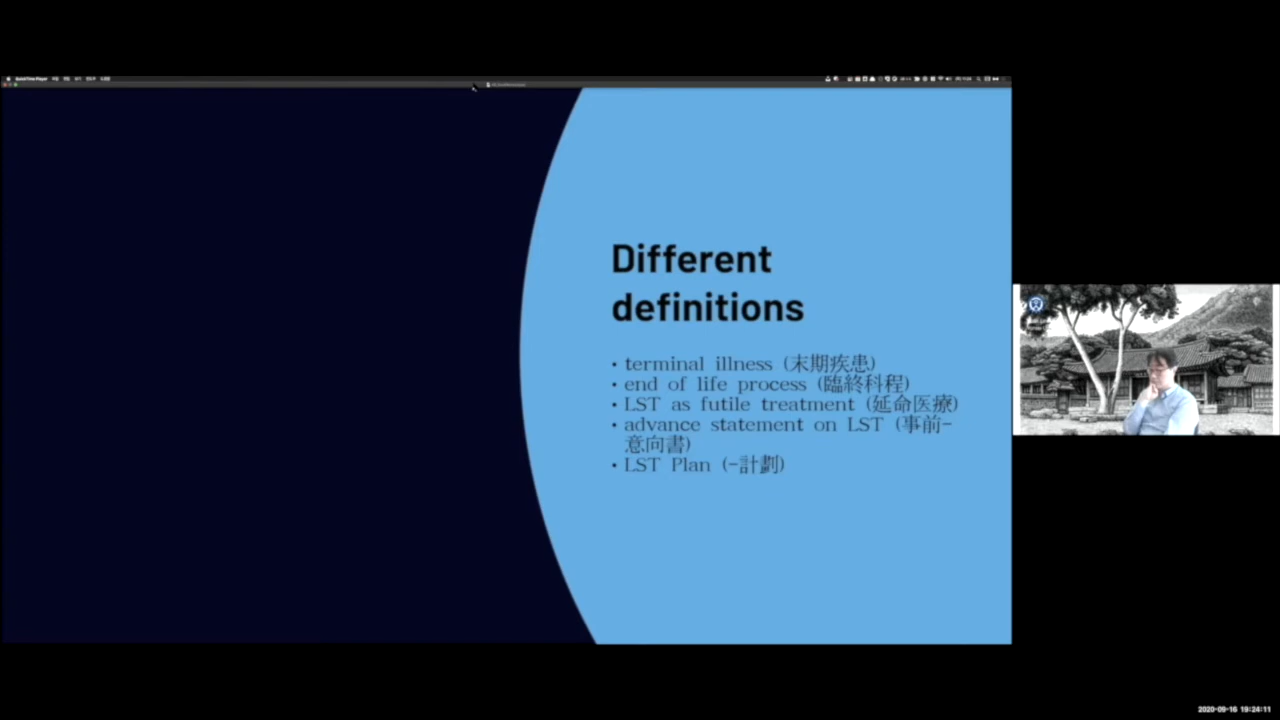 QuickTime Player
Different
definitions
• terminal illness (末期疾患)
• end of life process (臨終科程)
• LST as futile treatment (延命医療)
• advance statement on LST (事前-
意向書)
• LST Plan (-計劃)
2020-09-16 19:24:11